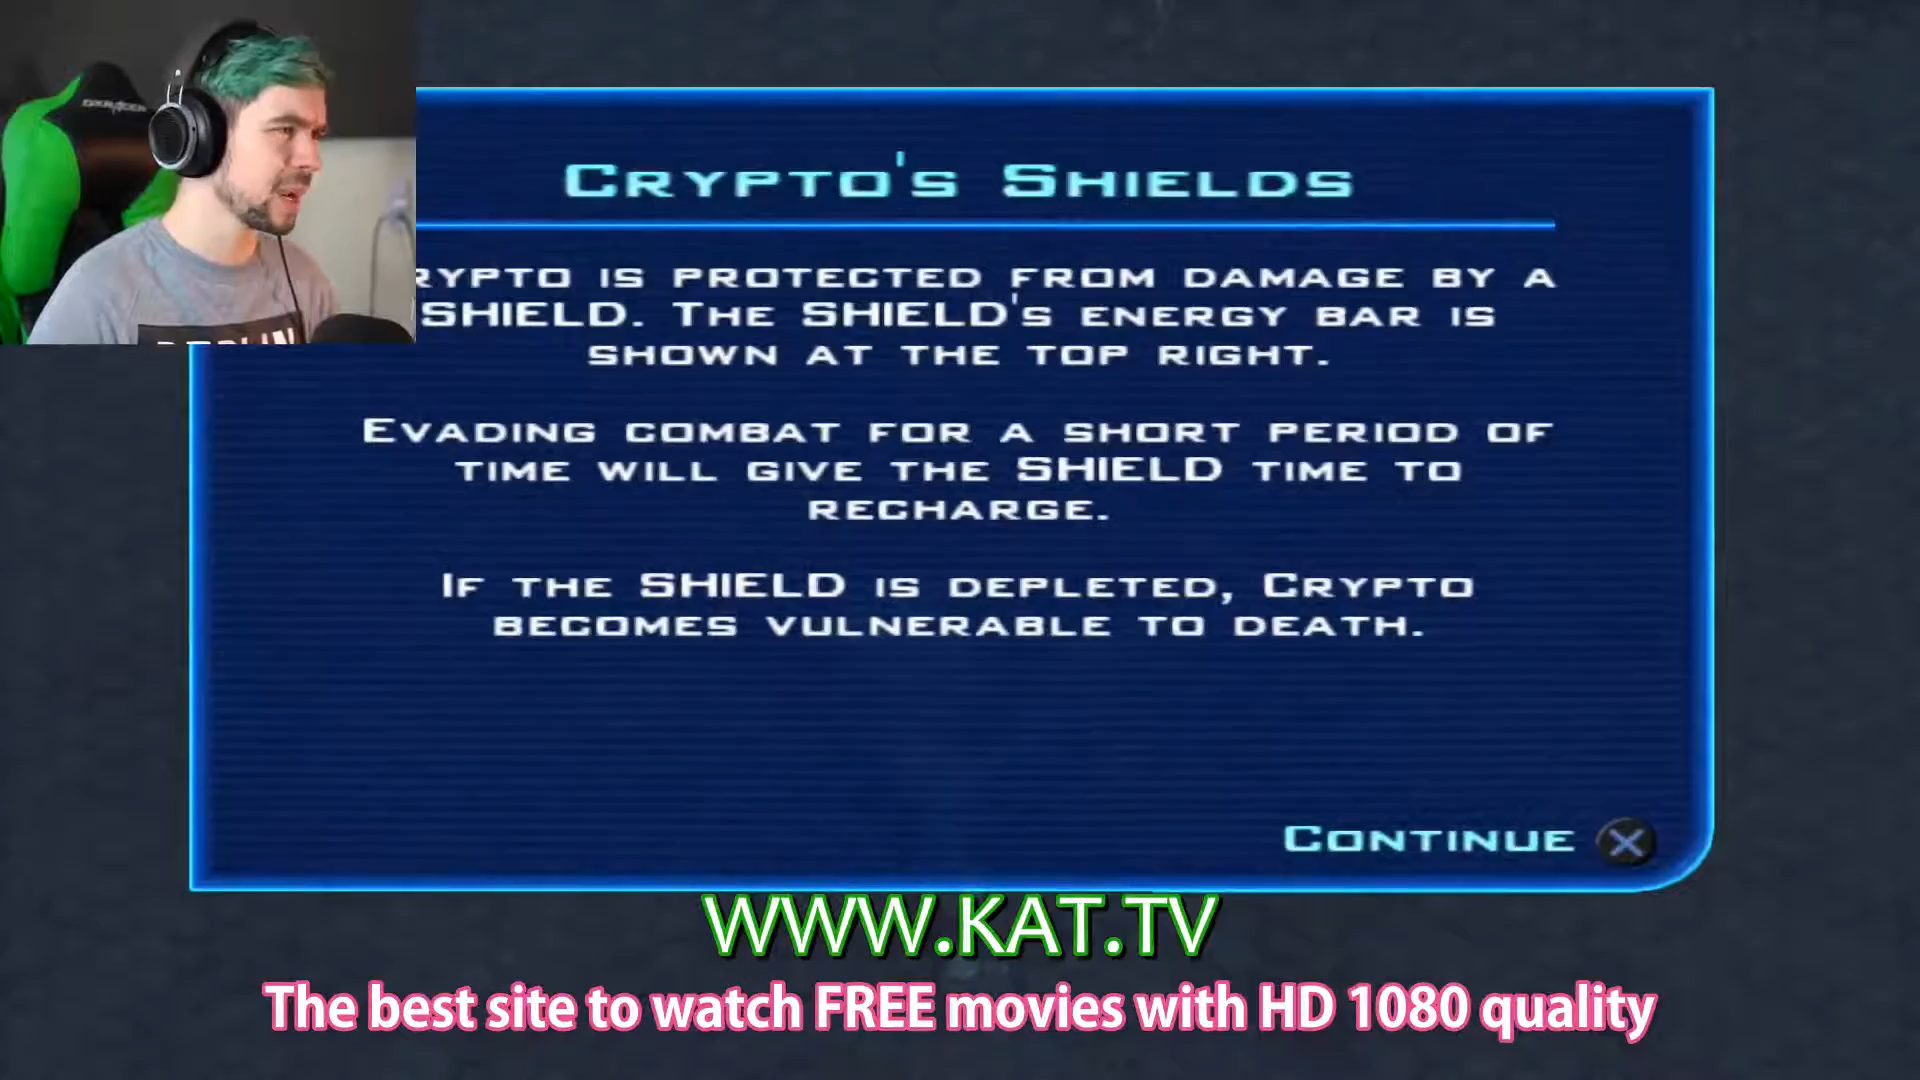 CRYPTO'S SHIELDS
RYPTO IS PROTECTED FROM DAMAGE BY A
SHIELD. THE SHIELD'S ENERGY BAR IS
SHOWN AT THE TOP RIGHT.
EVADING COMBAT FOR A SHORT PERIOD OF
TIME WILL GIVE THE SHIELD TIME TO
RECHARGE.
IF THE SHIELD IS DEPLETED, CRYPTO
BECOMES VULNERABLE TO DEATH.
CONTINUE
WWW.KAT.TV
The best site to watch FREE movies with HD 1080 quality